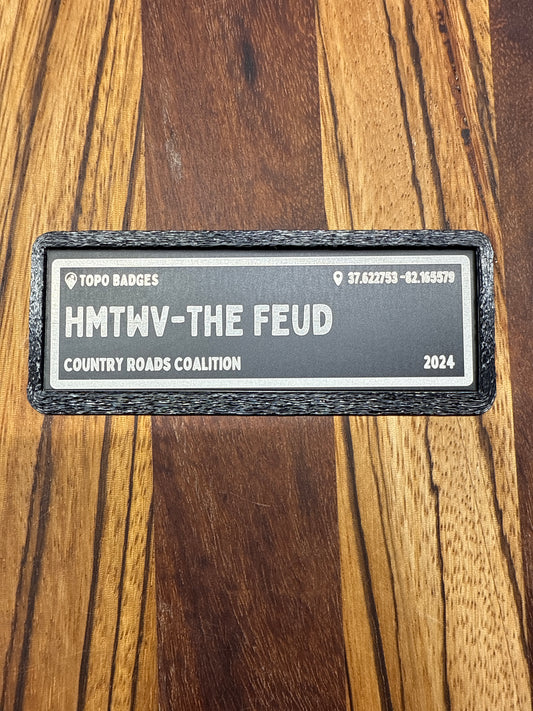 TOPO BADGES 37.622753 -82.165579
HMTWV-THE FEUD
COUNTRY ROADS COALITION 2024